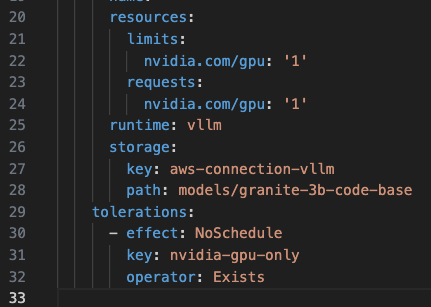 20 resources:
21 limits:
22 nvidia.com/gpu: '1'
23 requests:
24 nvidia.com/gpu: '1'
25 runtime: vllm
26 storage:
27 key: aws-connection-vllm
28 path: models/granite-3b-code-base
29 tolerations:
30 - effect: NoSchedule
31 key: nvidia-gpu-only
32 operator: Exists
33